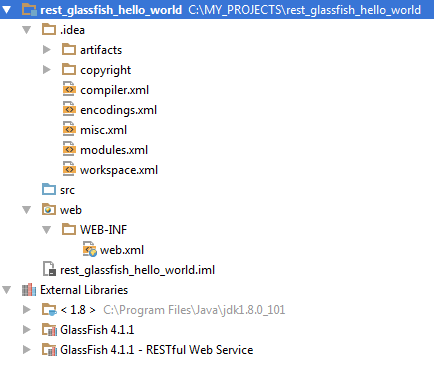 rest_glassfish_hello_world C:\MY_PROJECTS\rest_glassfish_hello_world
.idea
artifacts
copyright
compiler.xml
encodings.xml
misc.xml
modules.xml
workspace.xml
src
web
WEB-INF
web.xml
rest_glassfish_hello_world.iml
External Libraries
< 1.8 > C:\Program Files\Java\jdk1.8.0_101
GlassFish 4.1.1
GlassFish 4.1.1 - RESTful Web Service